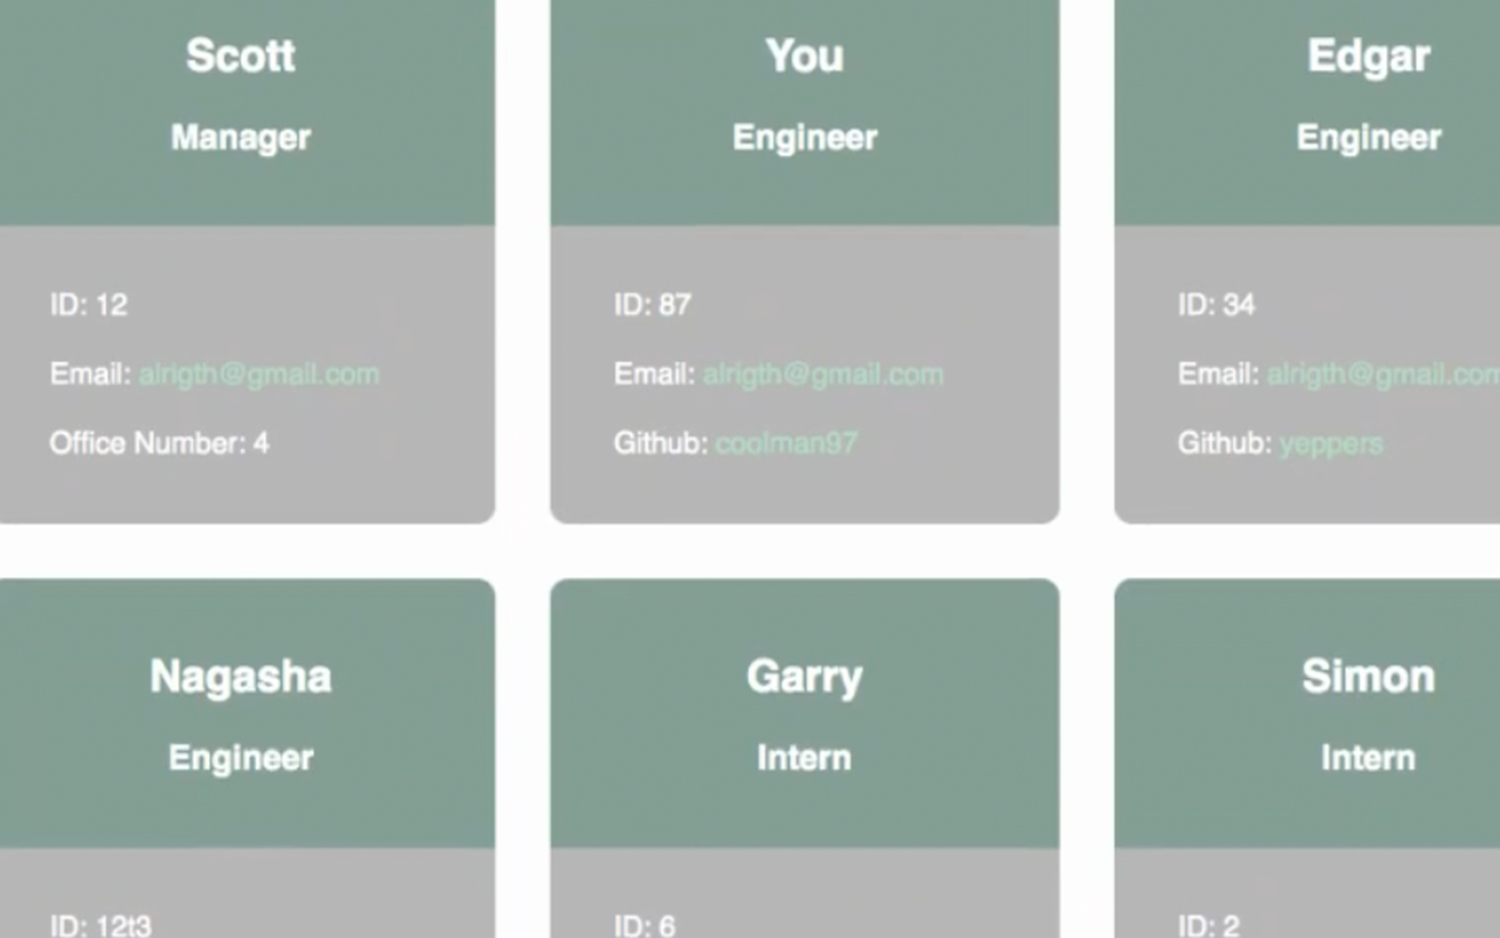 Scott
Manager
ID: 12
Email: alrigth@gmail.com
Office Number: 4
You
Engineer
ID: 87
Email: alrigth@gmail.com
Github: coolman97
Edgar
Engineer
ID: 34
Email: alrigth@gmail.com
Github: yeppers
Nagasha
Engineer
ID: 12t3
Garry
Intern
ID: 6
Simon
Intern
ID: 2